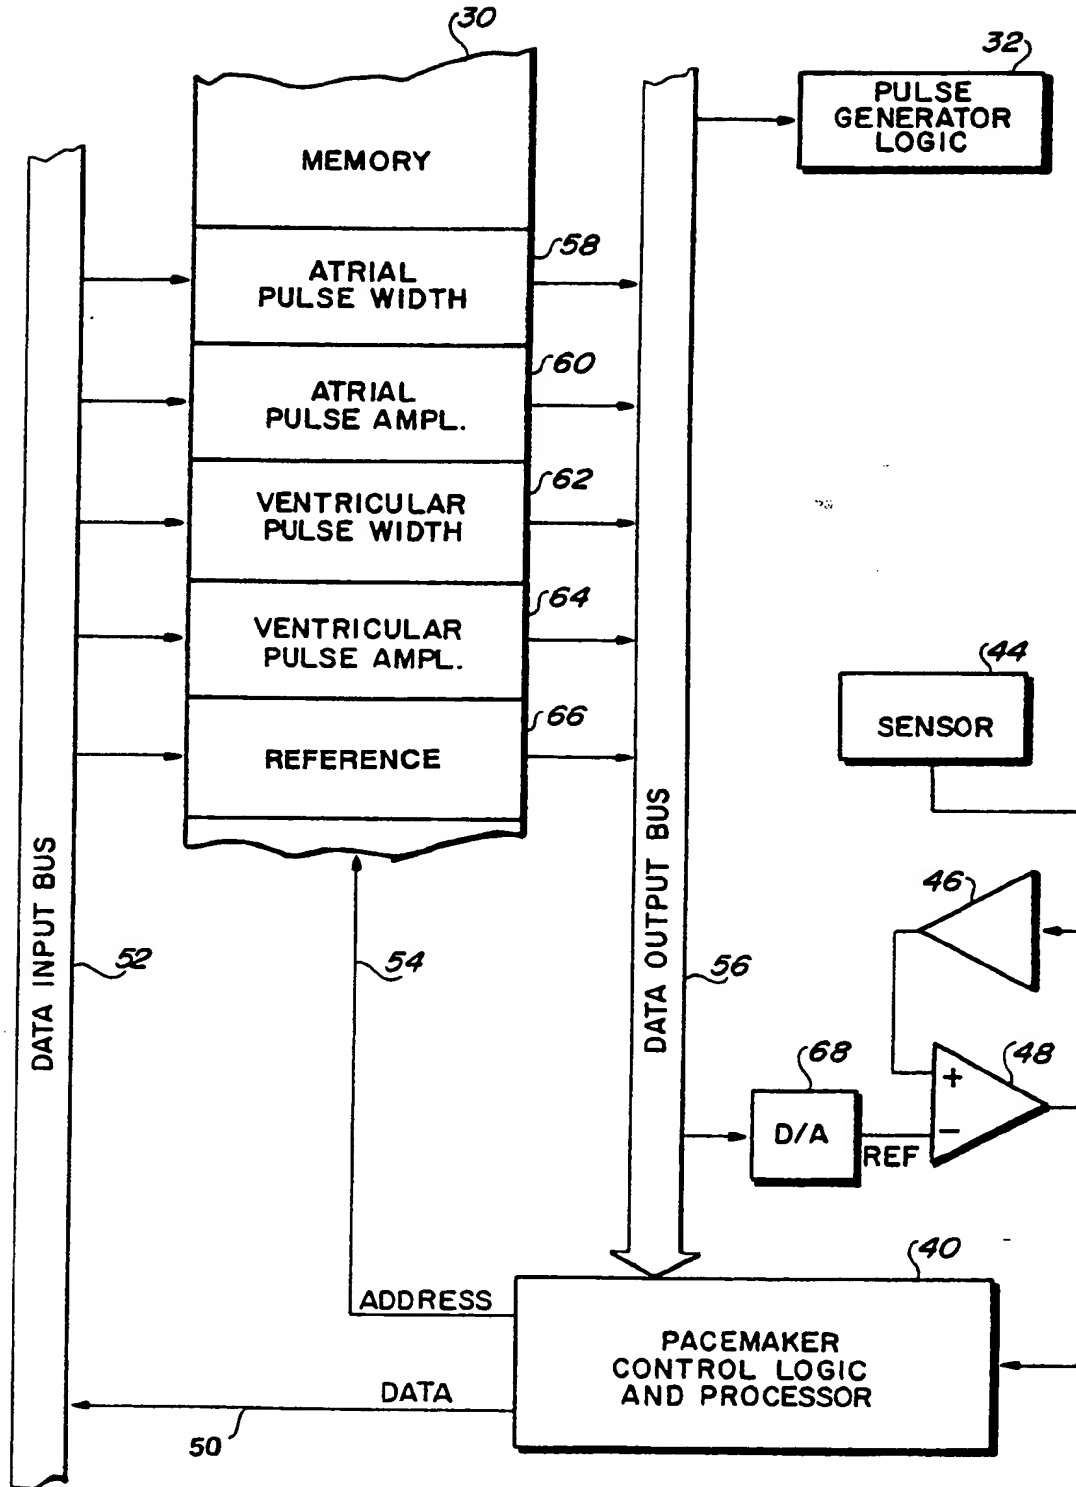 30
32
PULSE
GENERATOR
LOGIC
MEMORY
58
ATRIAL
PULSE WIDTH
60
ATRIAL
PULSE AMPL.
62
VENTRICULAR
PULSE WIDTH
64
VENTRICULAR
PULSE AMPL.
66
REFERENCE
44
SENSOR
DATA INPUT BUS
52
54
DATA OUTPUT BUS
56
46
48
+
−
68
D/A
REF
40
ADDRESS
PACEMAKER
CONTROL LOGIC
AND PROCESSOR
DATA
50